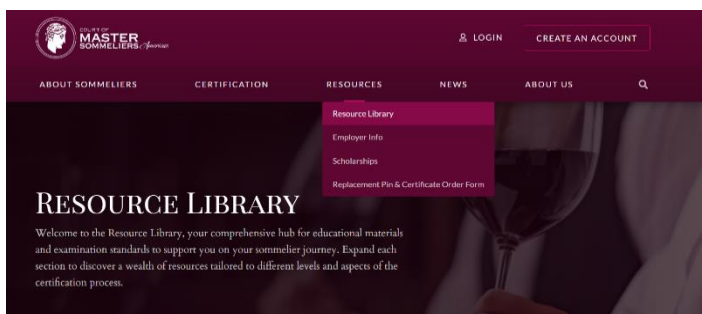 COURT OF
MASTER
SOMMELIERS Americas
LOGIN
CREATE AN ACCOUNT
ABOUT SOMMELIERS
CERTIFICATION
RESOURCES
NEWS
ABOUT US
Resource Library
Employer Info
Scholarships
Replacement Pin & Certificate Order Form
RESOURCE LIBRARY
Welcome to the Resource Library, your comprehensive hub for educational materials
and examination standards to support you on your sommelier journey. Expand each
section to discover a wealth of resources tailored to different levels and aspects of the
certification process.